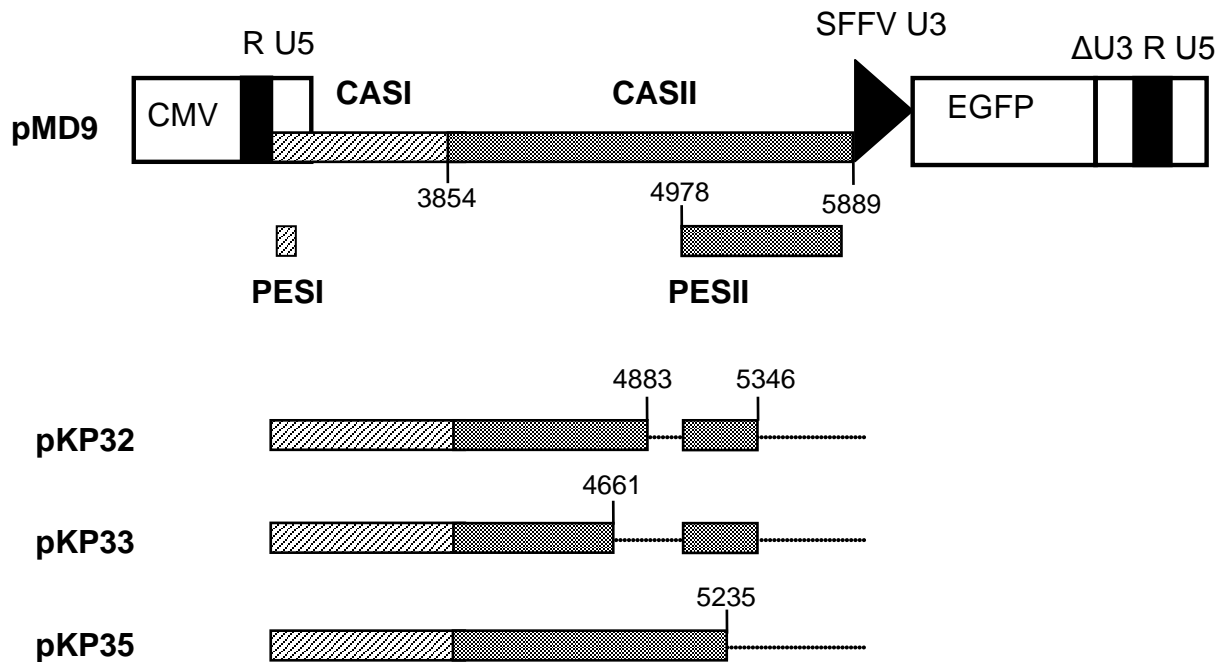 SFFV U3
R U5
ΔU3 R U5
pMD9
CMV
CASI
CASII
EGFP
3854
4978
5889
PESI
PESII
4883
5346
pKP32
4661
pKP33
5235
pKP35